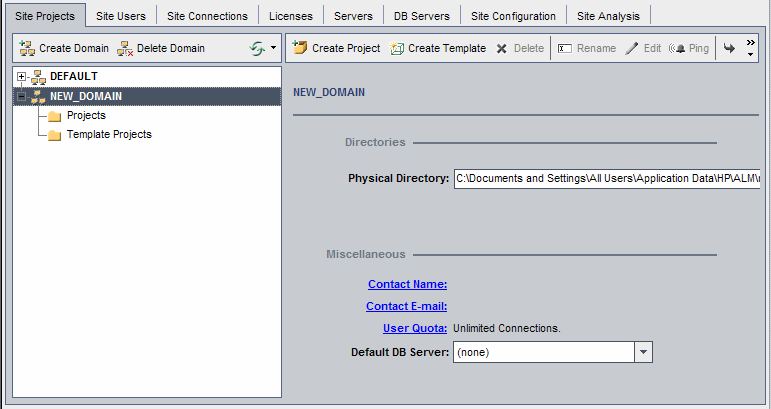 Site Projects Site Users Site Connections Licenses Servers DB Servers Site Configuration Site Analysis
Create Domain Delete Domain Create Project Create Template Delete Rename Edit Ping
DEFAULT
NEW_DOMAIN
Projects
Template Projects
NEW_DOMAIN
Directories
Physical Directory: C:\Documents and Settings\All Users\Application Data\HP\ALM\
Miscellaneous
Contact Name:
Contact E-mail:
User Quota: Unlimited Connections.
Default DB Server: (none)